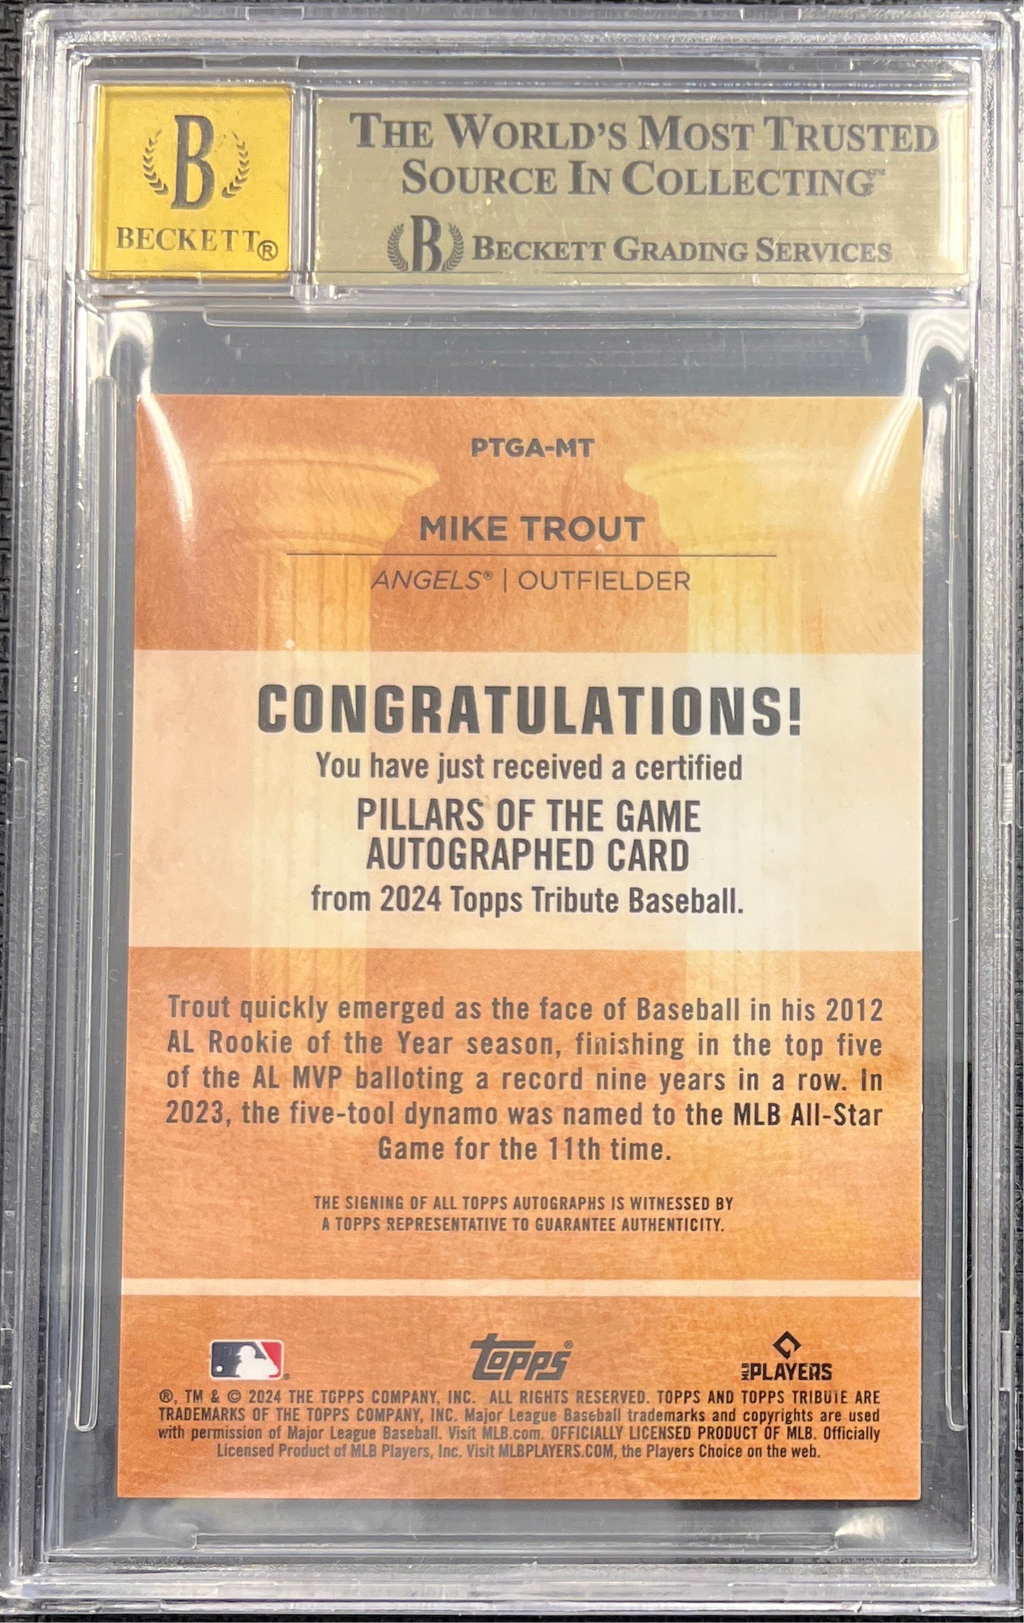 B
BECKETT®
THE WORLD'S MOST TRUSTED
SOURCE IN COLLECTING™
B BECKETT GRADING SERVICES
PTGA-MT
MIKE TROUT
ANGELS® | OUTFIELDER
CONGRATULATIONS!
You have just received a certified
PILLARS OF THE GAME
AUTOGRAPHED CARD
from 2024 Topps Tribute Baseball.
Trout quickly emerged as the face of Baseball in his 2012
AL Rookie of the Year season, finishing in the top five
of the AL MVP balloting a record nine years in a row. In
2023, the five-tool dynamo was named to the MLB All-Star
Game for the 11th time.
THE SIGNING OF ALL TOPPS AUTOGRAPHS IS WITNESSED BY
A TOPPS REPRESENTATIVE TO GUARANTEE AUTHENTICITY.
topps®
MLB PLAYERS
®, TM & © 2024 THE TOPPS COMPANY, INC. ALL RIGHTS RESERVED. TOPPS AND TOPPS TRIBUTE ARE
TRADEMARKS OF THE TOPPS COMPANY, INC. Major League Baseball trademarks and copyrights are used
with permission of Major League Baseball. Visit MLB.com. OFFICIALLY LICENSED PRODUCT OF MLB. Officially
Licensed Product of MLB Players, Inc. Visit MLBPLAYERS.COM, the Players Choice on the web.